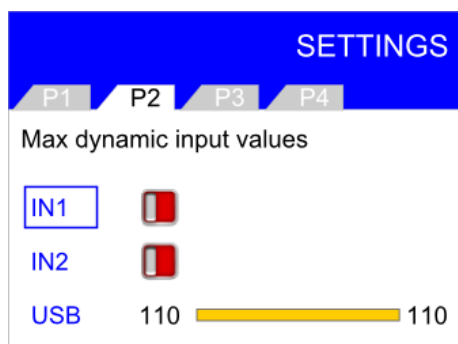 SETTINGS
P1 P2 P3 P4
Max dynamic input values
IN1
IN2
USB 110 110